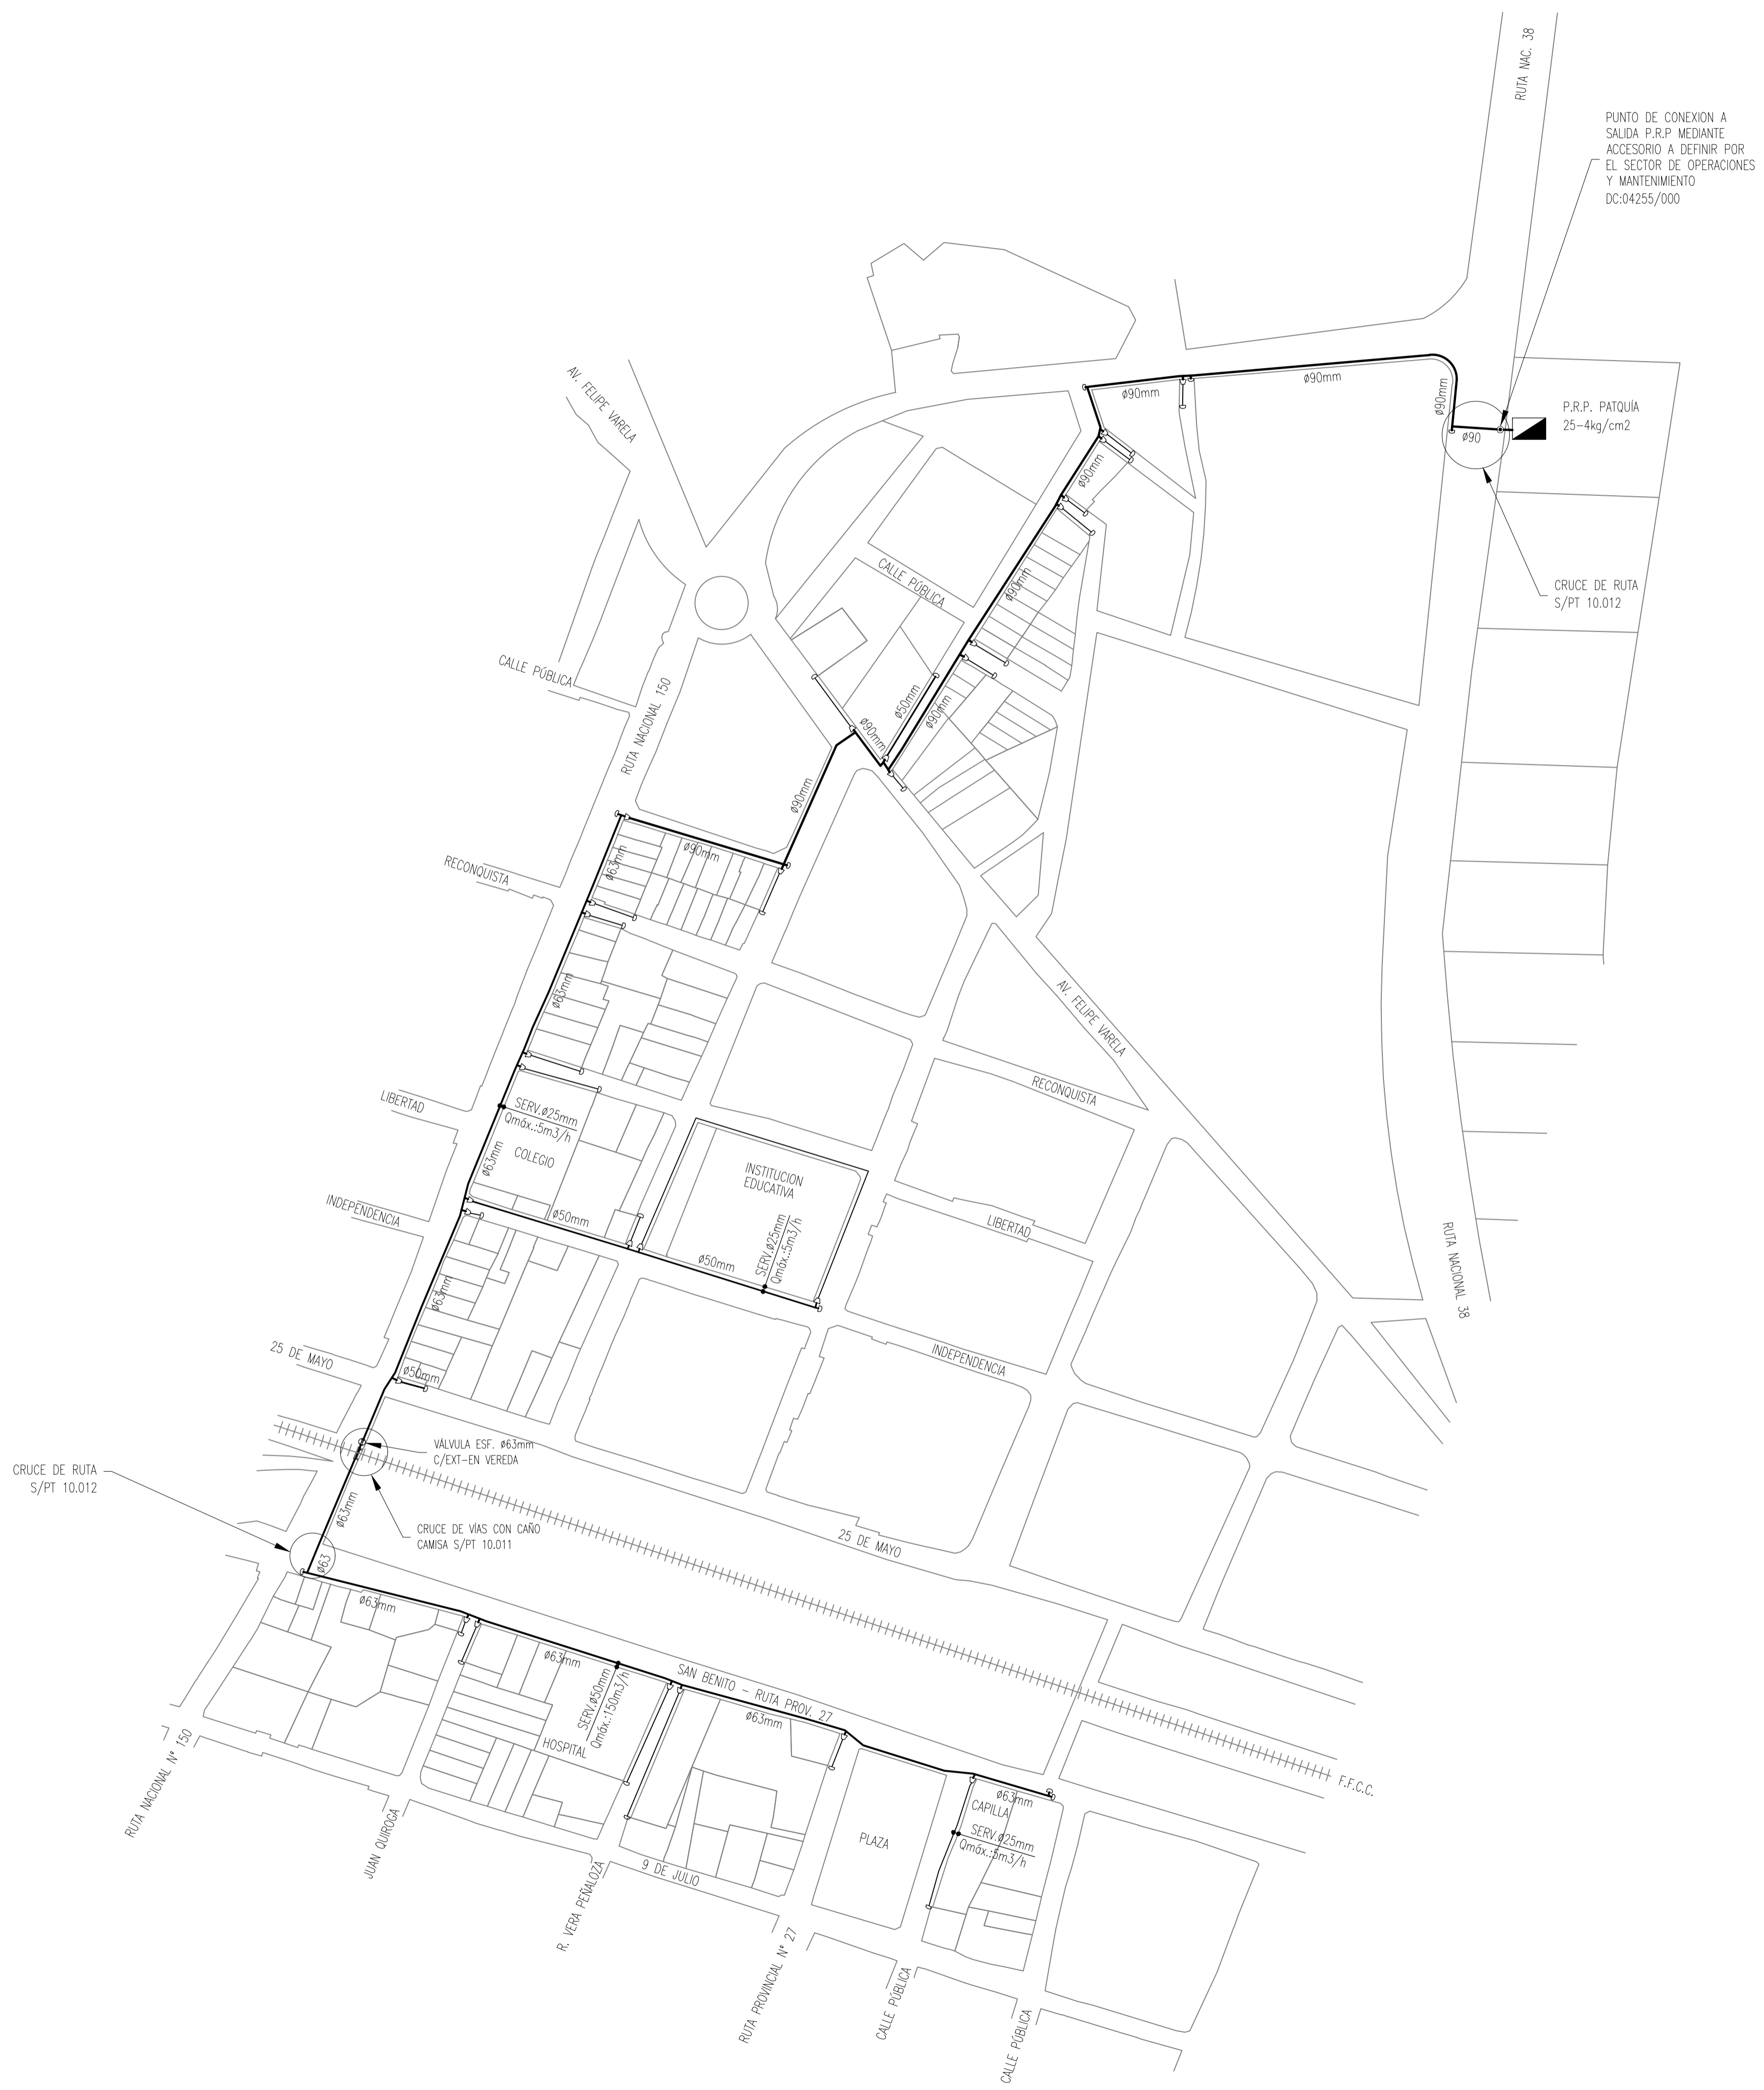 RUTA NAC. 38
PUNTO DE CONEXION A
SALIDA P.R.P MEDIANTE
ACCESORIO A DEFINIR POR
EL SECTOR DE OPERACIONES
Y MANTENIMIENTO
DC:04255/000
AV. FELIPE VARELA
ø90mm
ø90mm
ø90mm
ø90
P.R.P. PATQUÍA
25-4kg/cm2
ø90mm
CALLE PÚBLICA
ø90mm
CRUCE DE RUTA
S/PT 10.012
CALLE PÚBLICA
RUTA NACIONAL 150
ø50mm
ø90mm
ø90mm
ø90mm
ø90mm
ø63mm
RECONQUISTA
ø63mm
AV. FELIPE VARELA
RECONQUISTA
LIBERTAD
SERV.ø25mm
Qmáx.:5m3/h
COLEGIO
ø63mm
INSTITUCION
EDUCATIVA
INDEPENDENCIA
ø50mm
SERV.ø25mm
Qmáx.:5m3/h
ø50mm
LIBERTAD
RUTA NACIONAL 38
ø63mm
25 DE MAYO
ø50mm
INDEPENDENCIA
VÁLVULA ESF. ø63mm
C/EXT-EN VEREDA
CRUCE DE RUTA
S/PT 10.012
ø63mm
CRUCE DE VÍAS CON CAÑO
CAMISA S/PT 10.011
25 DE MAYO
ø63
ø63mm
ø63mm
SERV.ø50mm
Qmáx.:150m3/h
HOSPITAL
SAN BENITO - RUTA PROV. 27
ø63mm
F.F.C.C.
ø63mm
CAPILLA
SERV.ø25mm
Qmáx.:5m3/h
PLAZA
RUTA NACIONAL Nº 150
JUAN QUIROGA
9 DE JULIO
R. VERA PEÑALOZA
RUTA PROVINCIAL Nº 27
CALLE PÚBLICA
CALLE PÚBLICA